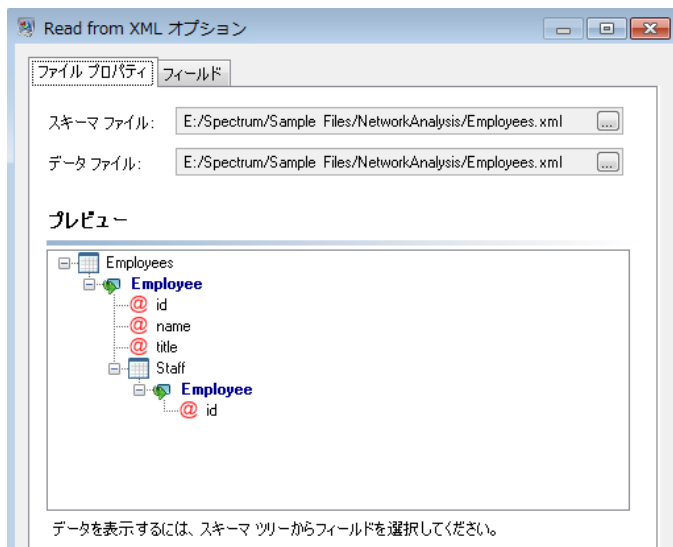 Read from XML オプション
ファイル プロパティ フィールド
スキーマ ファイル: E:/Spectrum/Sample Files/NetworkAnalysis/Employees.xml ...
データ ファイル: E:/Spectrum/Sample Files/NetworkAnalysis/Employees.xml ...
プレビュー
Employees
Employee
@ id
@ name
@ title
Staff
Employee
@ id
データを表示するには、スキーマ ツリーからフィールドを選択してください。